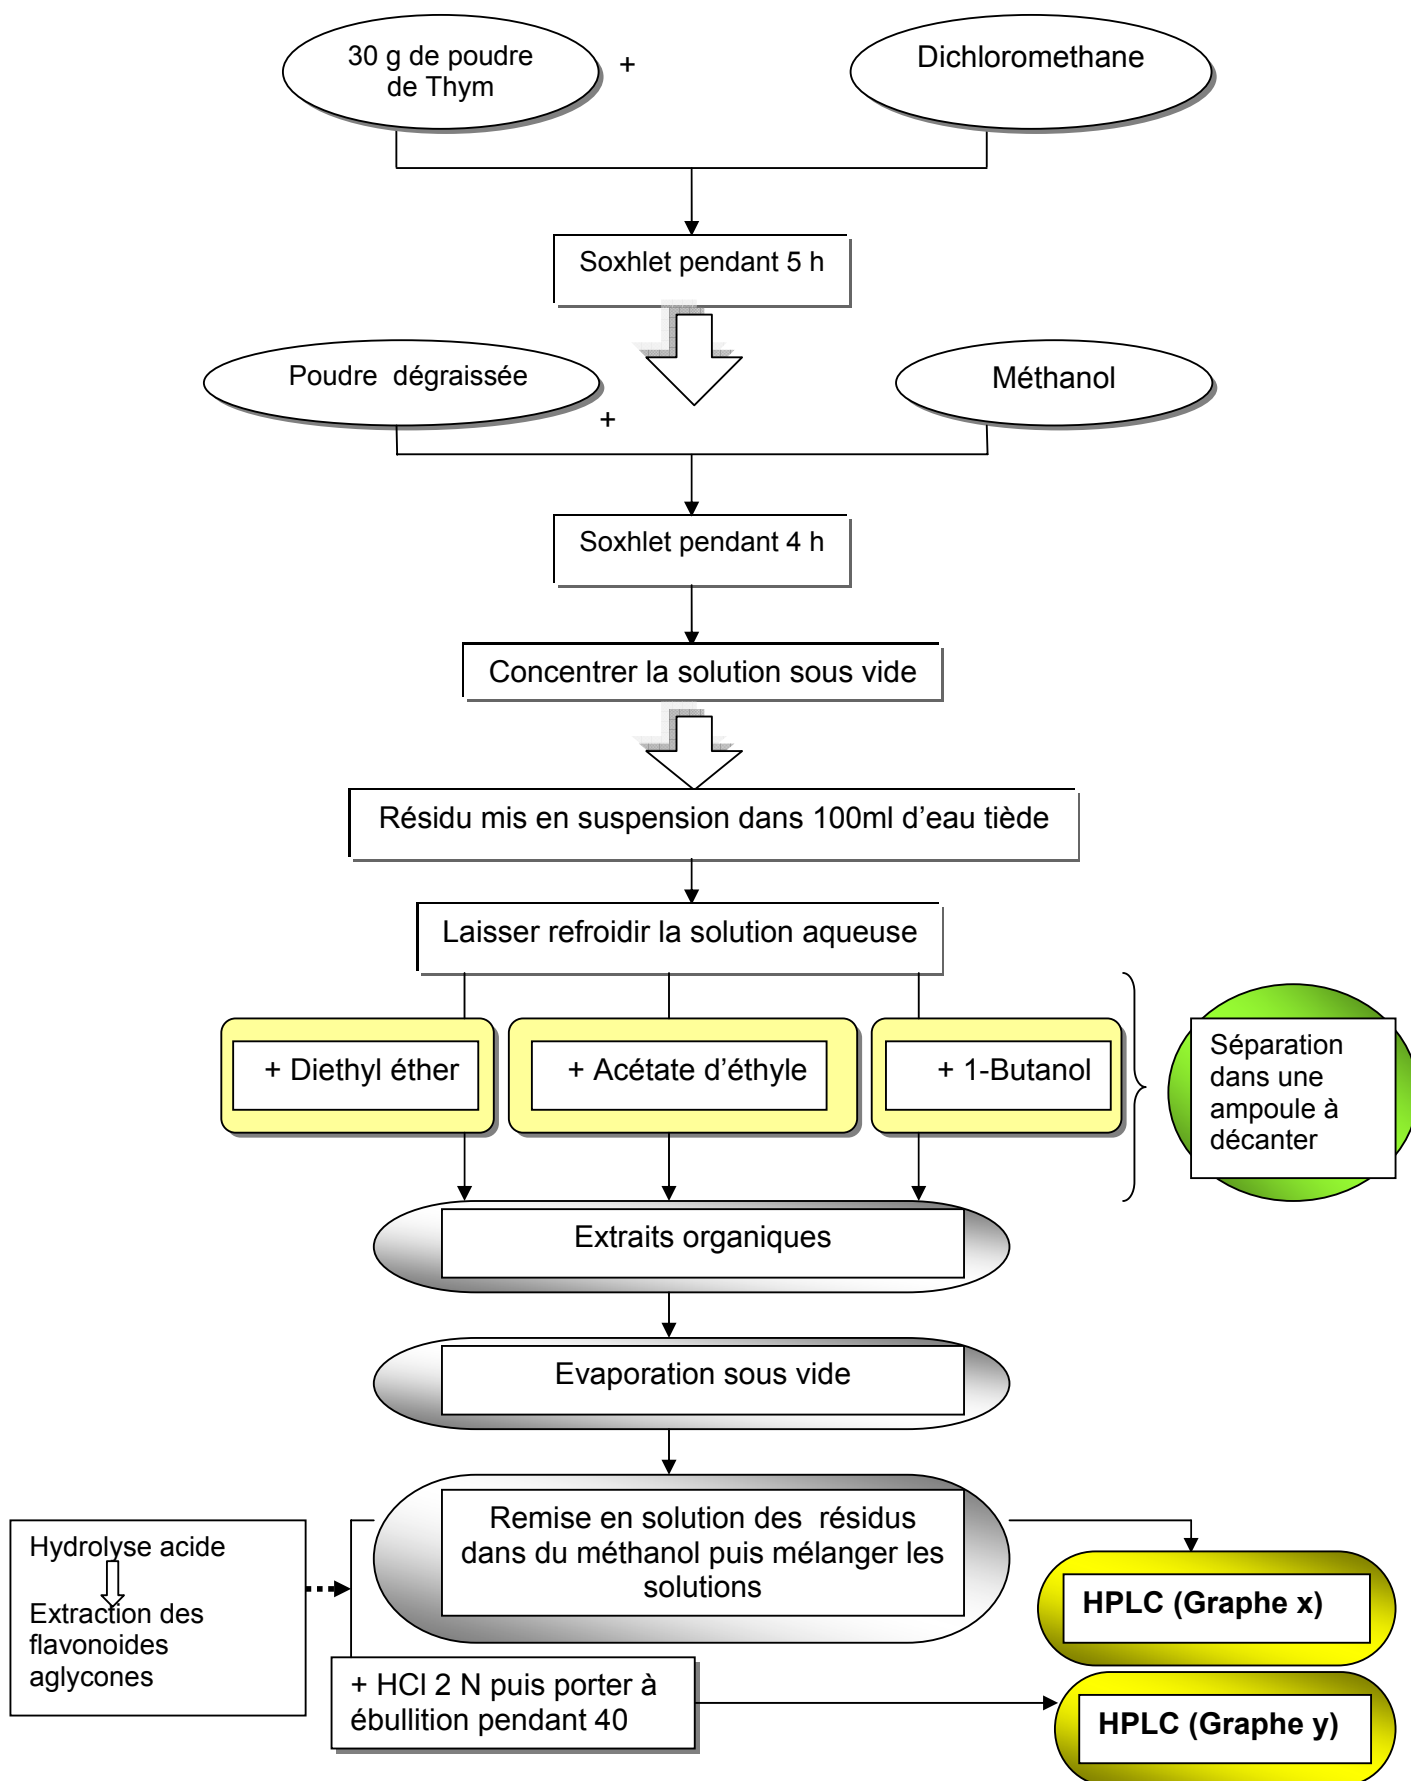 30 g de poudre
de Thym
+
Dichloromethane
Soxhlet pendant 5 h
Poudre dégraissée
+
Méthanol
Soxhlet pendant 4 h
Concentrer la solution sous vide
Résidu mis en suspension dans 100ml d’eau tiède
Laisser refroidir la solution aqueuse
+ Diethyl éther
+ Acétate d’éthyle
+ 1-Butanol
Séparation
dans une
ampoule à
décanter
Extraits organiques
Evaporation sous vide
Remise en solution des résidus
dans du méthanol puis mélanger les
solutions
Hydrolyse acide
Extraction des
flavonoides
aglycones
HPLC (Graphe x)
+ HCl 2 N puis porter à
ébullition pendant 40
HPLC (Graphe y)